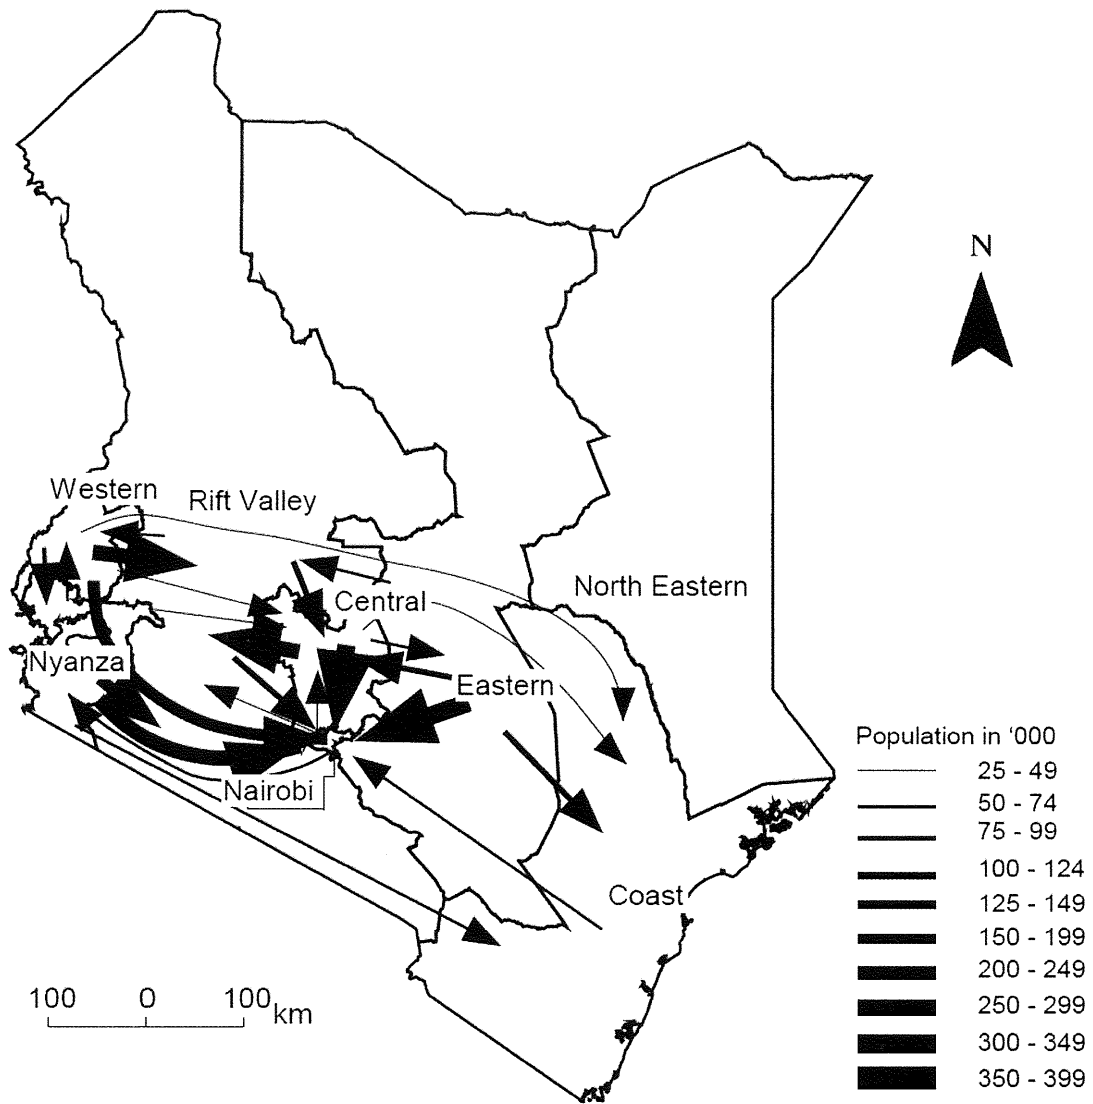 N
Western
Rift Valley
North Eastern
Central
Nyanza
Eastern
Nairobi
Coast
Population in ‘000
25 - 49
50 - 74
75 - 99
100 - 124
125 - 149
150 - 199
200 - 249
250 - 299
300 - 349
350 - 399
100 0 100 km